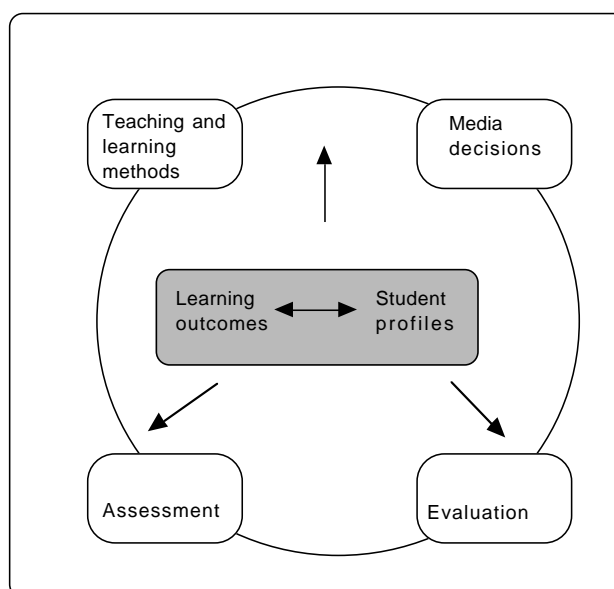 Teaching and
learning
methods
Media
decisions
Learning
outcomes
Student
profiles
Assessment
Evaluation